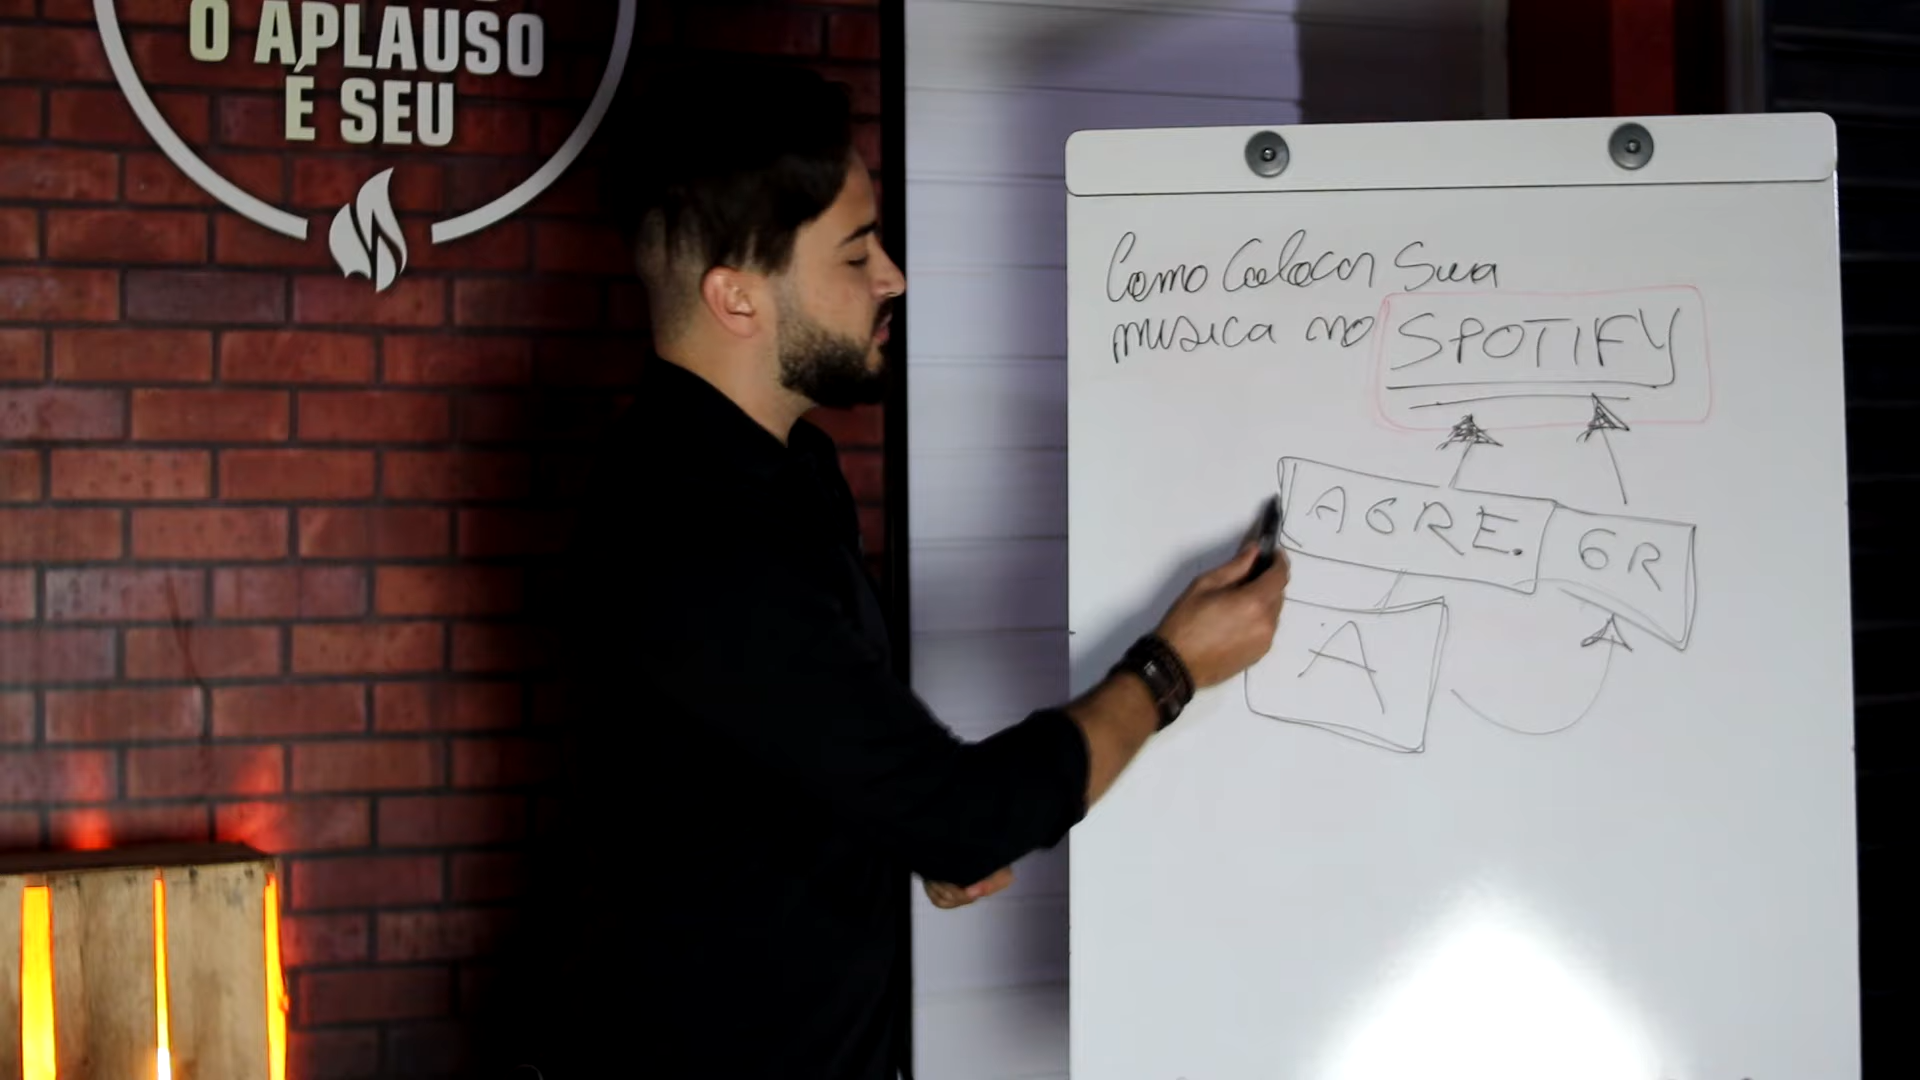 O APLAUSO
É SEU
Como Colocar Sua
musica no SPOTIFY
AGRE.
GR
A